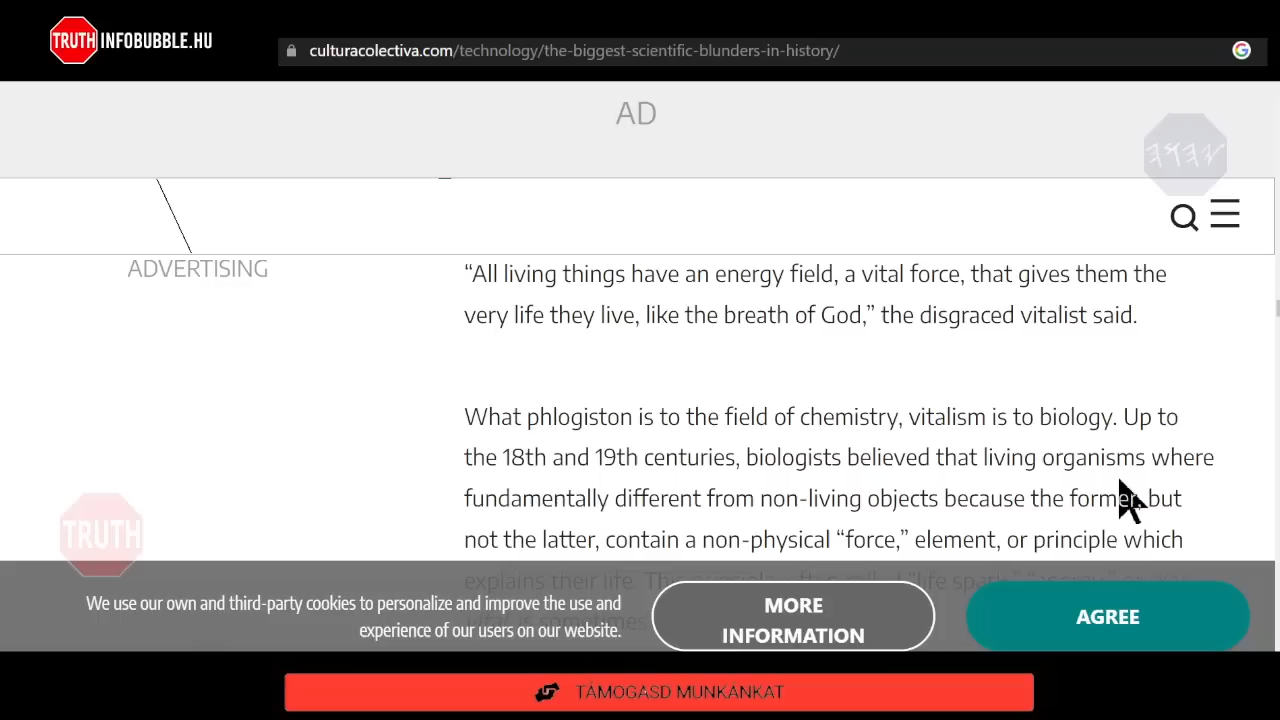 TRUTH INFOBUBBLE.HU
culturacolectiva.com/technology/the-biggest-scientific-blunders-in-history/
AD
ADVERTISING
“All living things have an energy field, a vital force, that gives them the
very life they live, like the breath of God,” the disgraced vitalist said.
What phlogiston is to the field of chemistry, vitalism is to biology. Up to
the 18th and 19th centuries, biologists believed that living organisms where
fundamentally different from non-living objects because the former, but
not the latter, contain a non-physical “force,” element, or principle which
explains their life. This
TRUTH
We use our own and third-party cookies to personalize and improve the use and
experience of our users on our website.
MORE
INFORMATION
AGREE
TÁMOGASD MUNKÁNKAT